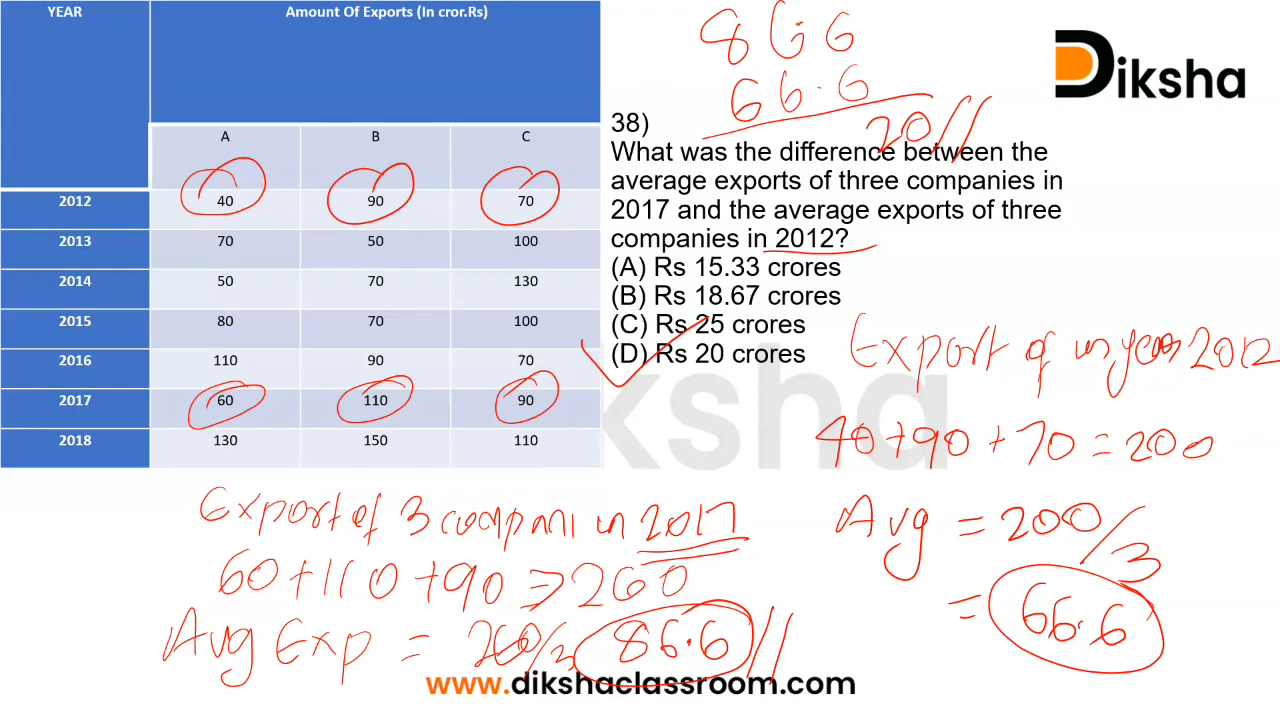 YEAR Amount Of Exports (In cror.Rs)
A B C
2012 40 90 70
2013 70 50 100
2014 50 70 130
2015 80 70 100
2016 110 90 70
2017 60 110 90
2018 130 150 110
86.6
66.6
20//
Diksha
38)
What was the difference between the
average exports of three companies in
2017 and the average exports of three
companies in 2012?
(A) Rs 15.33 crores
(B) Rs 18.67 crores
(C) Rs 25 crores
(D) Rs 20 crores
ksha
Export of in year 2012
40+90+70=200
Avg = 200/3
= 66.6
Export of 3 in 2017
60+110+90 => 260
Avg Exp = 260/3 86.6//
www.dikshaclassroom.com